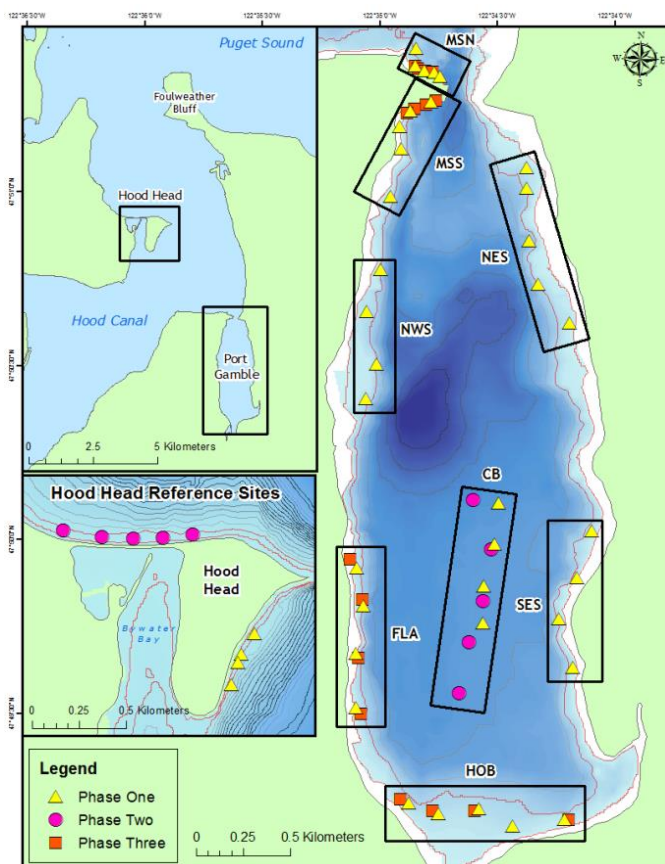 122°36'30"W
122°36'0"W
122°35'30"W
122°35'0"W
122°34'30"W
122°34'0"W
Puget Sound
Foulweather
Bluff
Hood Head
Hood Canal
Port
Gamble
0 2.5 5 Kilometers
MSN
N
W E
S
MSS
NES
NWS
CB
SES
FLA
HOB
Hood Head Reference Sites
Hood
Head
Bywater
Bay
0 0.25 0.5 Kilometers
Legend
Phase One
Phase Two
Phase Three
0 0.25 0.5 Kilometers